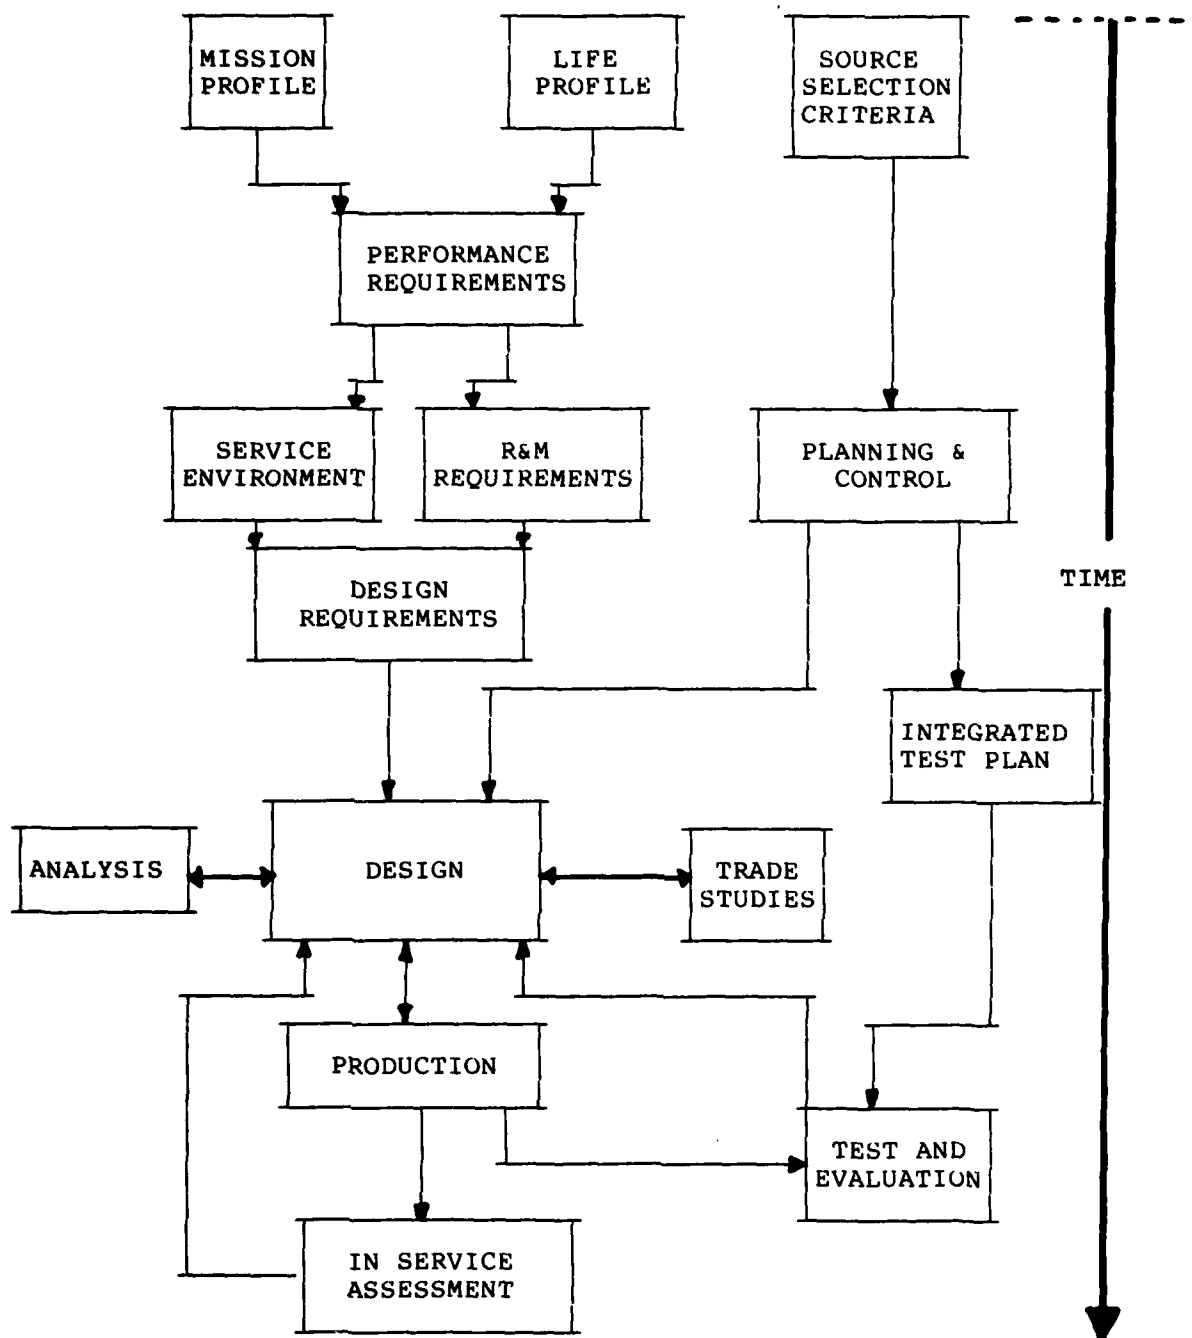 MISSION
PROFILE
LIFE
PROFILE
SOURCE
SELECTION
CRITERIA
PERFORMANCE
REQUIREMENTS
SERVICE
ENVIRONMENT
R&M
REQUIREMENTS
PLANNING &
CONTROL
TIME
DESIGN
REQUIREMENTS
INTEGRATED
TEST PLAN
ANALYSIS
DESIGN
TRADE
STUDIES
PRODUCTION
TEST AND
EVALUATION
IN SERVICE
ASSESSMENT